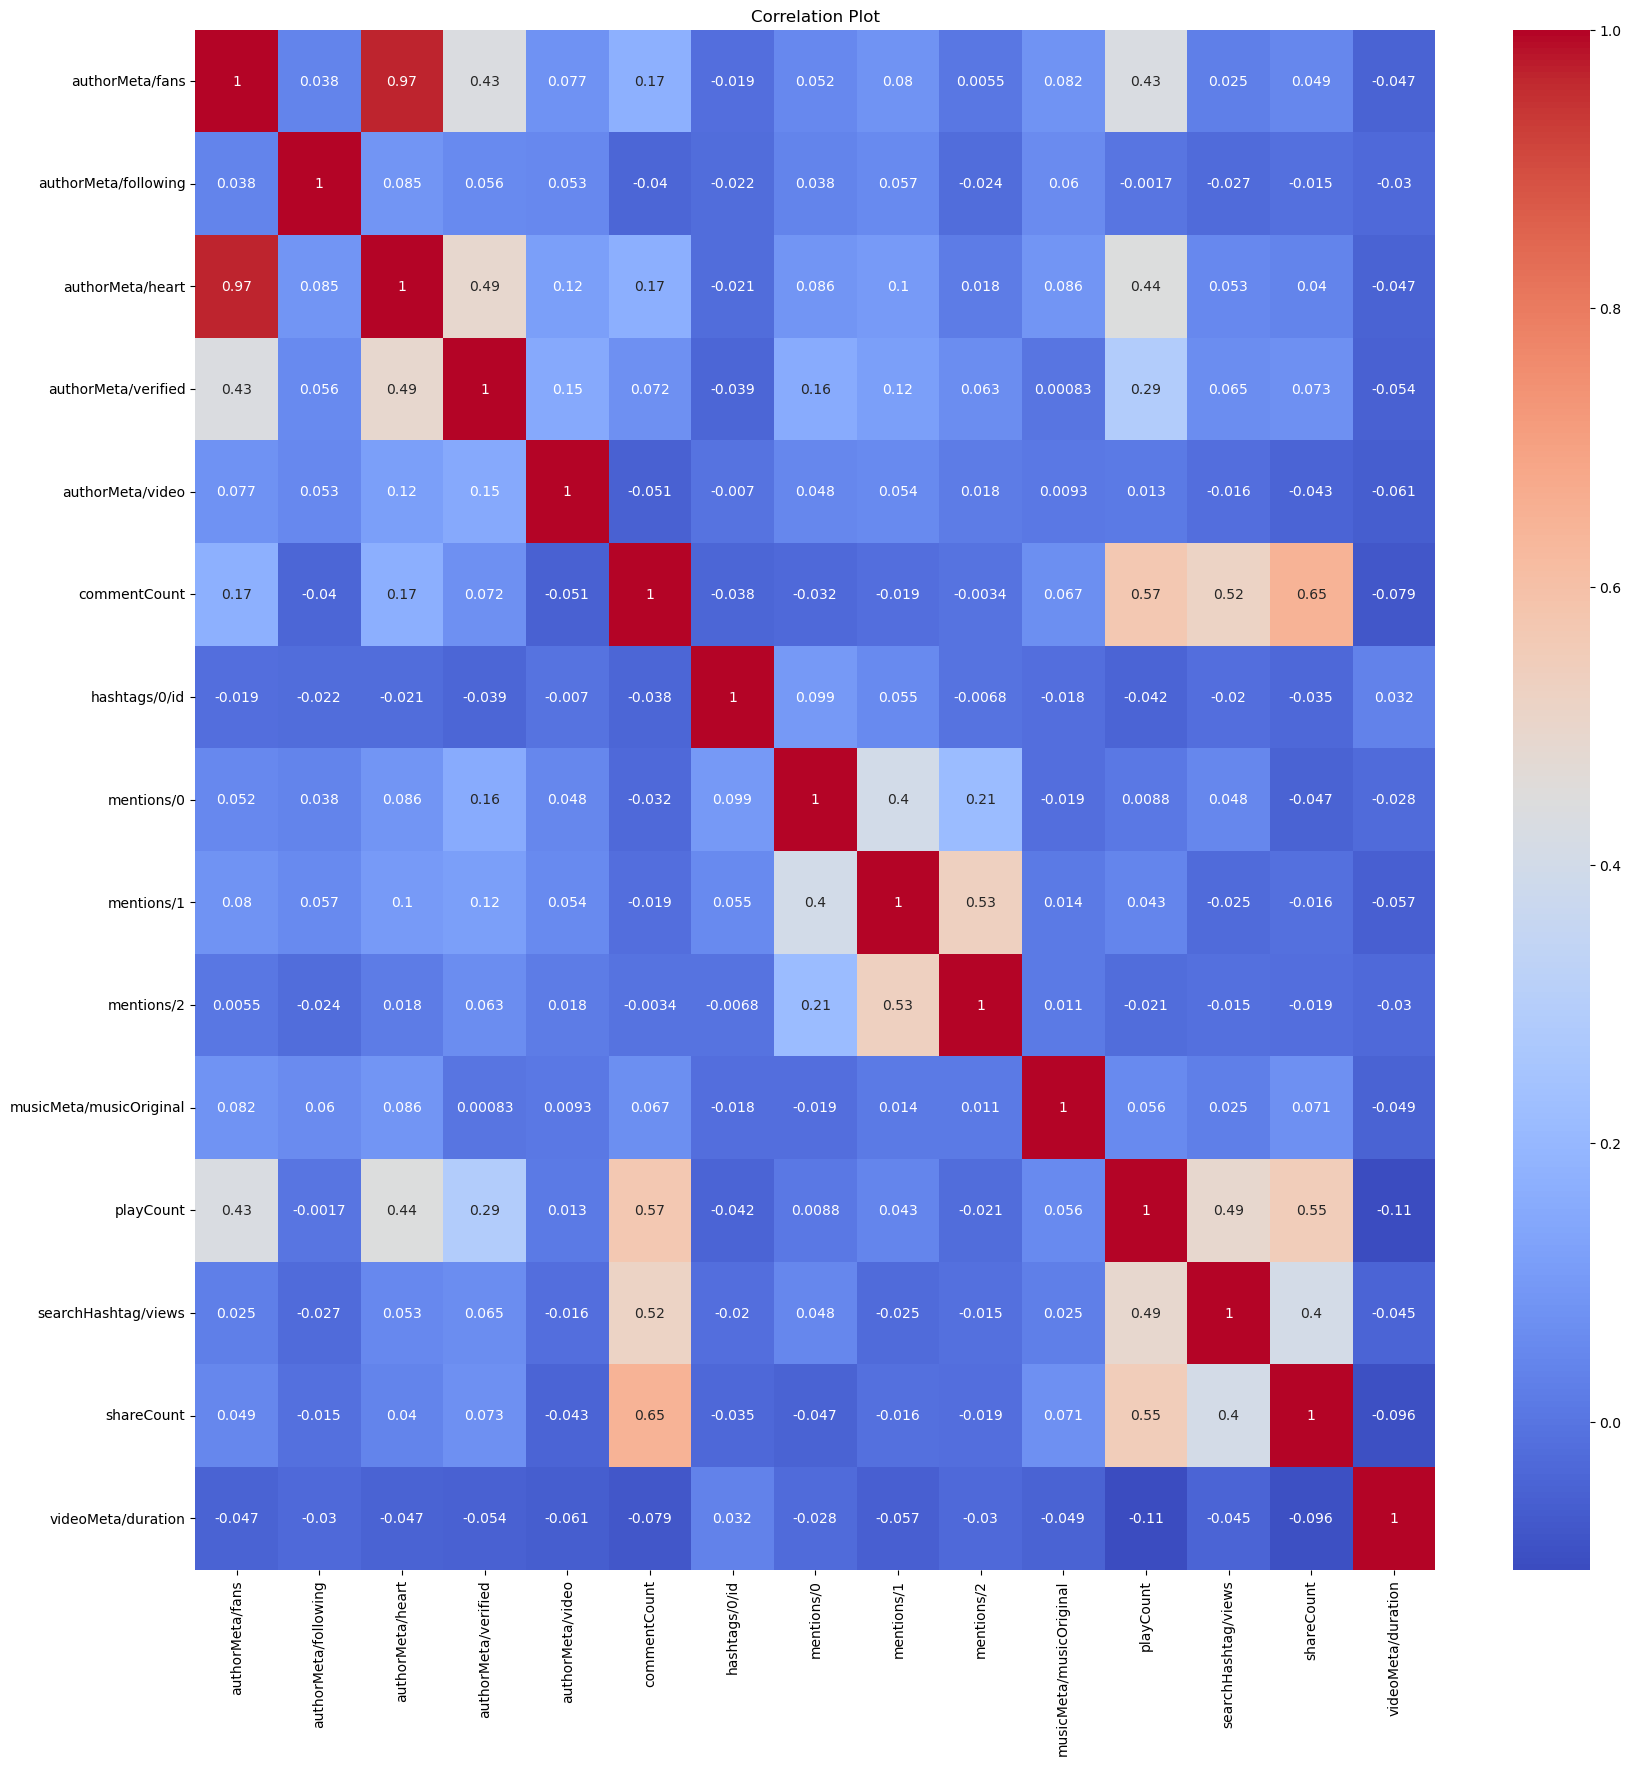 Correlation Plot
authorMeta/fans 1 0.038 0.97 0.43 0.077 0.17 -0.019 0.052 0.08 0.0055 0.082 0.43 0.025 0.049 -0.047
authorMeta/following 0.038 1 0.085 0.056 0.053 -0.04 -0.022 0.038 0.057 -0.024 0.06 -0.0017 -0.027 -0.015 -0.03
authorMeta/heart 0.97 0.085 1 0.49 0.12 0.17 -0.021 0.086 0.1 0.018 0.086 0.44 0.053 0.04 -0.047
authorMeta/verified 0.43 0.056 0.49 1 0.15 0.072 -0.039 0.16 0.12 0.063 0.00083 0.29 0.065 0.073 -0.054
authorMeta/video 0.077 0.053 0.12 0.15 1 -0.051 -0.007 0.048 0.054 0.018 0.0093 0.013 -0.016 -0.043 -0.061
commentCount 0.17 -0.04 0.17 0.072 -0.051 1 -0.038 -0.032 -0.019 -0.0034 0.067 0.57 0.52 0.65 -0.079
hashtags/0/id -0.019 -0.022 -0.021 -0.039 -0.007 -0.038 1 0.099 0.055 -0.0068 -0.018 -0.042 -0.02 -0.035 0.032
mentions/0 0.052 0.038 0.086 0.16 0.048 -0.032 0.099 1 0.4 0.21 -0.019 0.0088 0.048 -0.047 -0.028
mentions/1 0.08 0.057 0.1 0.12 0.054 -0.019 0.055 0.4 1 0.53 0.014 0.043 -0.025 -0.016 -0.057
mentions/2 0.0055 -0.024 0.018 0.063 0.018 -0.0034 -0.0068 0.21 0.53 1 0.011 -0.021 -0.015 -0.019 -0.03
musicMeta/musicOriginal 0.082 0.06 0.086 0.00083 0.0093 0.067 -0.018 -0.019 0.014 0.011 1 0.056 0.025 0.071 -0.049
playCount 0.43 -0.0017 0.44 0.29 0.013 0.57 -0.042 0.0088 0.043 -0.021 0.056 1 0.49 0.55 -0.11
searchHashtag/views 0.025 -0.027 0.053 0.065 -0.016 0.52 -0.02 0.048 -0.025 -0.015 0.025 0.49 1 0.4 -0.045
shareCount 0.049 -0.015 0.04 0.073 -0.043 0.65 -0.035 -0.047 -0.016 -0.019 0.071 0.55 0.4 1 -0.096
videoMeta/duration -0.047 -0.03 -0.047 -0.054 -0.061 -0.079 0.032 -0.028 -0.057 -0.03 -0.049 -0.11 -0.045 -0.096 1
authorMeta/fans
authorMeta/following
authorMeta/heart
authorMeta/verified
authorMeta/video
commentCount
hashtags/0/id
mentions/0
mentions/1
mentions/2
musicMeta/musicOriginal
playCount
searchHashtag/views
shareCount
videoMeta/duration
1.0
0.8
0.6
0.4
0.2
0.0